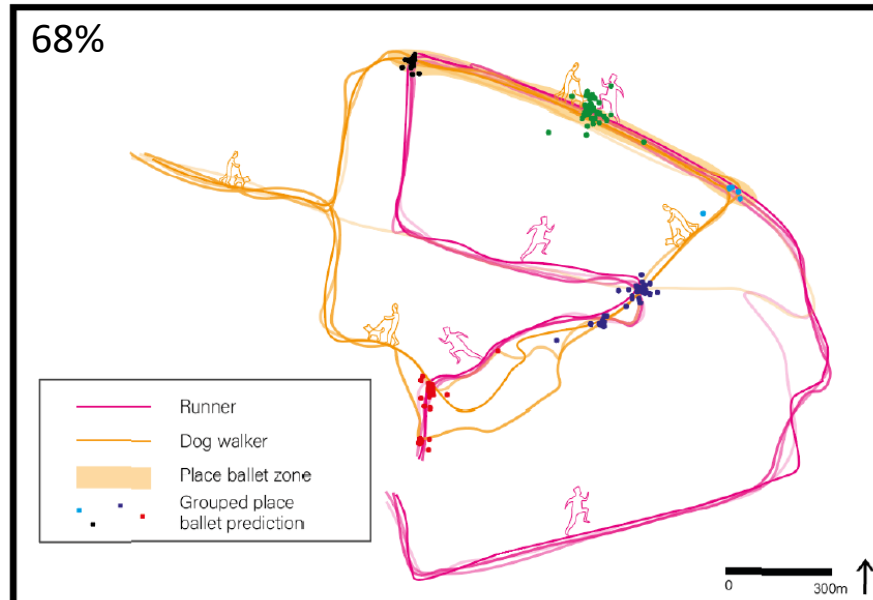 68%
Runner
Dog walker
Place ballet zone
Grouped place
ballet prediction
0 300m